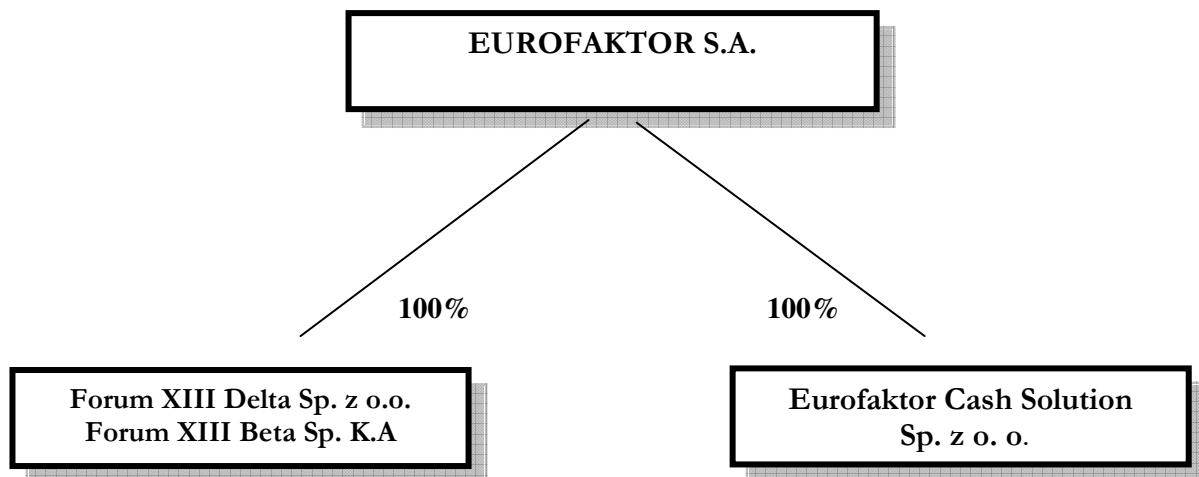 EUROFAKTOR S.A.
100%
100%
Forum XIII Delta Sp. z o.o.
Forum XIII Beta Sp. K.A
Eurofaktor Cash Solution
Sp. z o. o.